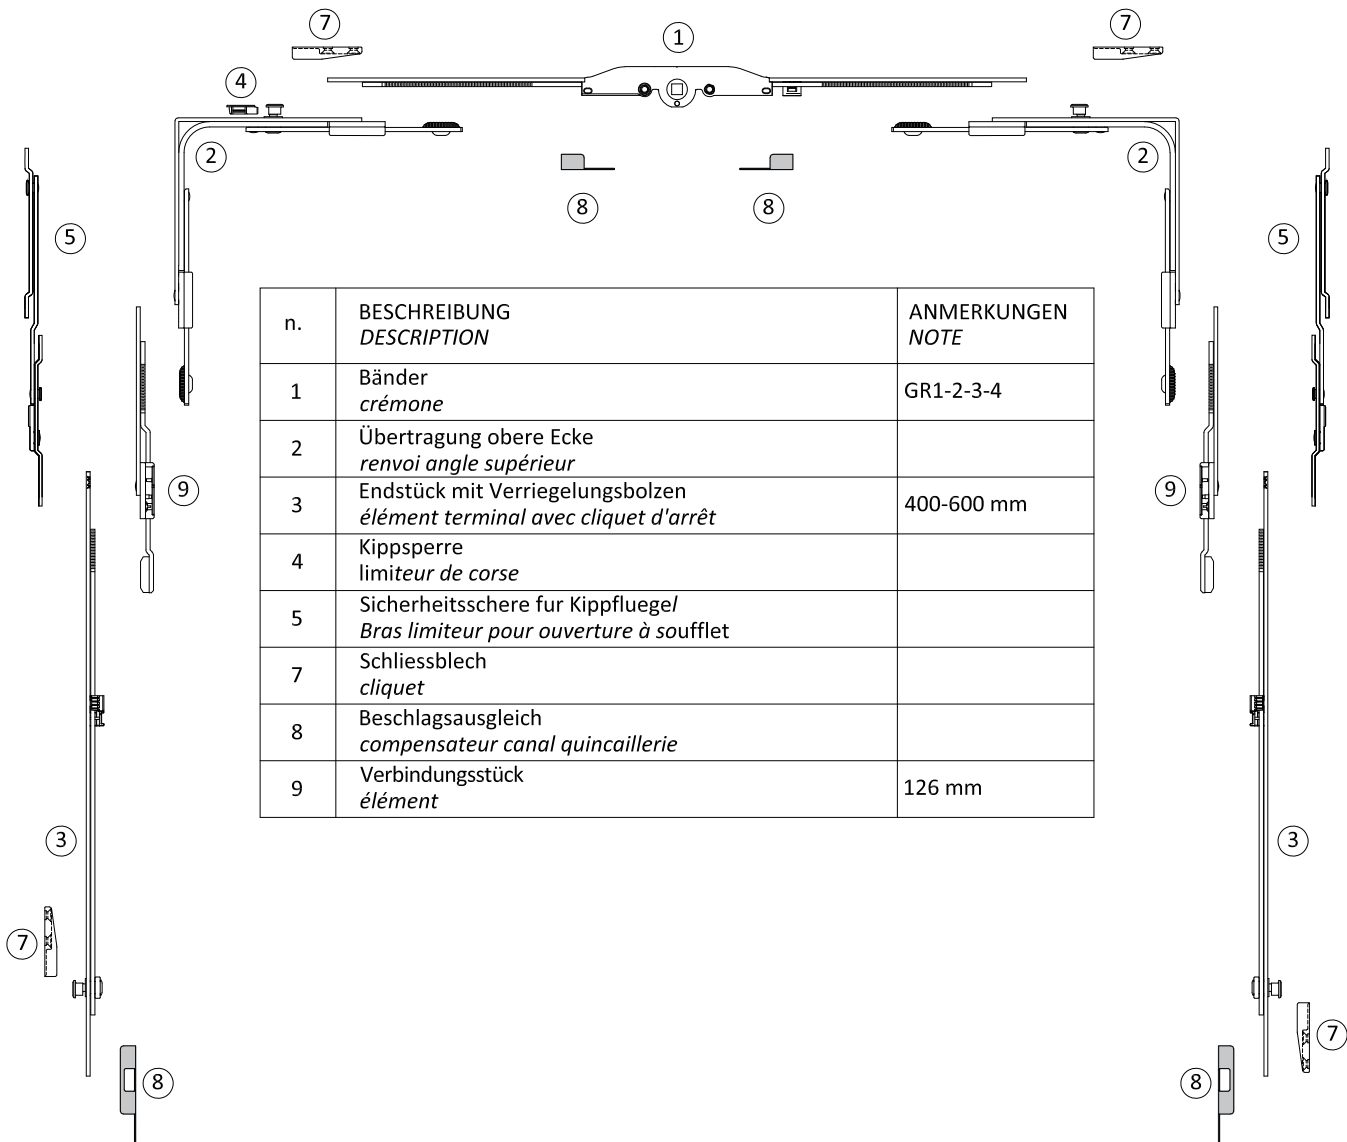 7
7
1
4
2
2
8
8
5
5
n.
BESCHREIBUNG
DESCRIPTION
ANMERKUNGEN
NOTE
1
Bänder
crémone
GR1-2-3-4
2
Übertragung obere Ecke
renvoi angle supérieur
3
Endstück mit Verriegelungsbolzen
élément terminal avec cliquet d'arrêt
400-600 mm
4
Kippsperre
limiteur de corse
5
Sicherheitsschere fur Kippfluegel
Bras limiteur pour ouverture à soufflet
7
Schliessblech
cliquet
8
Beschlagsausgleich
compensateur canal quincaillerie
9
Verbindungsstück
élément
126 mm
9
9
3
3
7
7
8
8